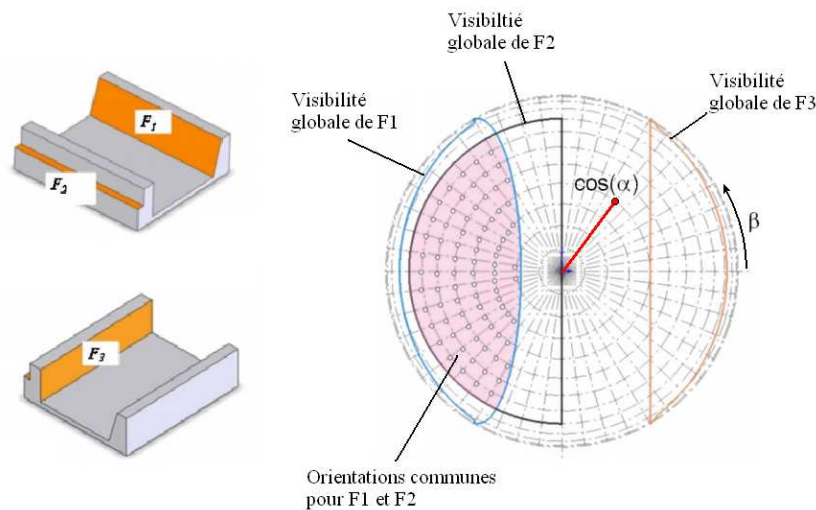 F1
F2
F3
Visibiltié
globale de F2
Visibilité
globale de F1
Visibilité
globale de F3
cos(α)
β
Orientations communes
pour F1 et F2